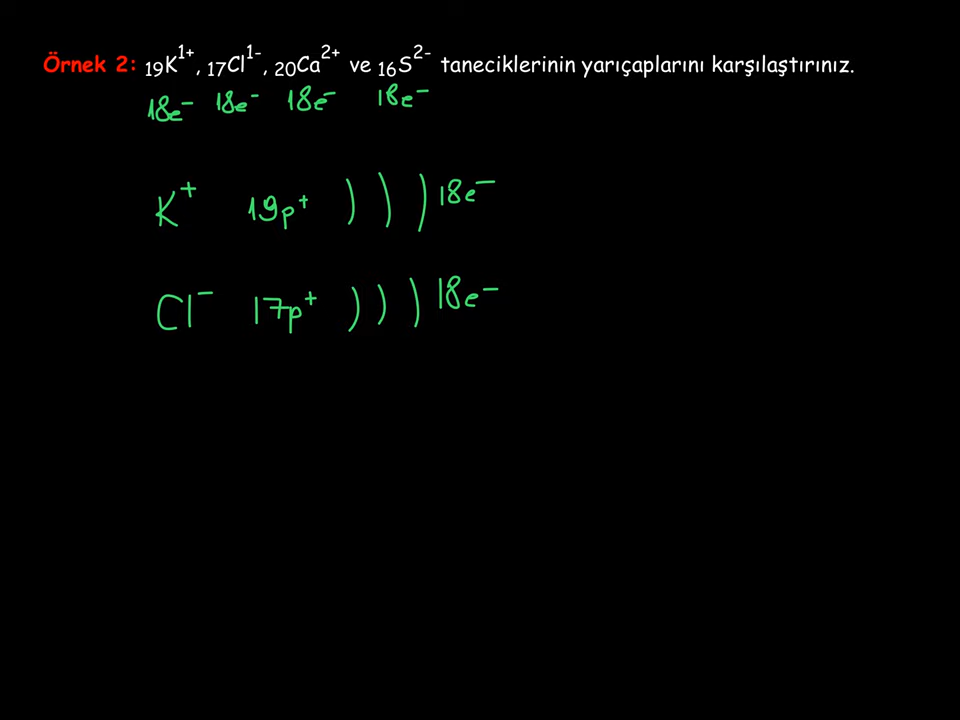 Örnek 2: ₁₉K¹⁺, ₁₇Cl¹⁻, ₂₀Ca²⁺ ve ₁₆S²⁻ taneciklerinin yarıçaplarını karşılaştırınız.
18e⁻ 18e⁻ 18e⁻ 18e⁻
K⁺ 19p⁺ ) ) ) 18e⁻
Cl⁻ 17p⁺ ) ) ) 18e⁻